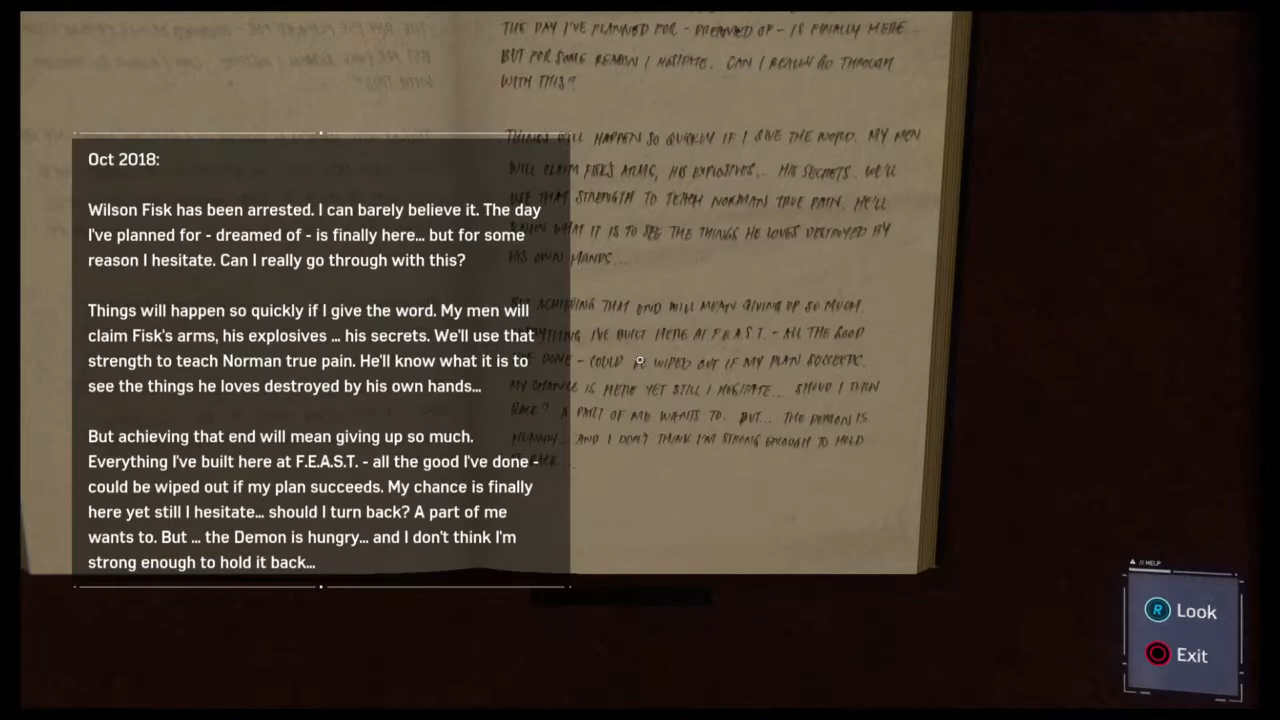 THE DAY I'VE PLANNED FOR - DREAMED OF - IS FINALLY HERE...
BUT FOR SOME REASON I HESITATE. CAN I REALLY GO THROUGH
WITH THIS?
THINGS WILL HAPPEN SO QUICKLY IF I GIVE THE WORD. MY MEN
WILL CLAIM FISK'S ARMS, HIS EXPLOSIVES... HIS SECRETS. WE'LL
USE THAT STRENGTH TO TEACH NORMAN TRUE PAIN. HE'LL
KNOW WHAT IT IS TO SEE THE THINGS HE LOVES DESTROYED BY
HIS OWN HANDS...
BUT ACHIEVING THAT END WILL MEAN GIVING UP SO MUCH.
EVERYTHING I'VE BUILT HERE AT F.E.A.S.T. - ALL THE GOOD
I'VE DONE - COULD BE WIPED OUT IF MY PLAN SUCCEEDS.
MY CHANCE IS HERE YET STILL I HESITATE... SHOULD I TURN
BACK? A PART OF ME WANTS TO. BUT... THE DEMON IS
HUNGRY... AND I DON'T THINK I'M STRONG ENOUGH TO HOLD
IT BACK...
Oct 2018:
Wilson Fisk has been arrested. I can barely believe it. The day
I've planned for - dreamed of - is finally here... but for some
reason I hesitate. Can I really go through with this?
Things will happen so quickly if I give the word. My men will
claim Fisk's arms, his explosives ... his secrets. We'll use that
strength to teach Norman true pain. He'll know what it is to
see the things he loves destroyed by his own hands...
But achieving that end will mean giving up so much.
Everything I've built here at F.E.A.S.T. - all the good I've done -
could be wiped out if my plan succeeds. My chance is finally
here yet still I hesitate... should I turn back? A part of me
wants to. But ... the Demon is hungry... and I don't think I'm
strong enough to hold it back...
// HELP
R Look
Exit